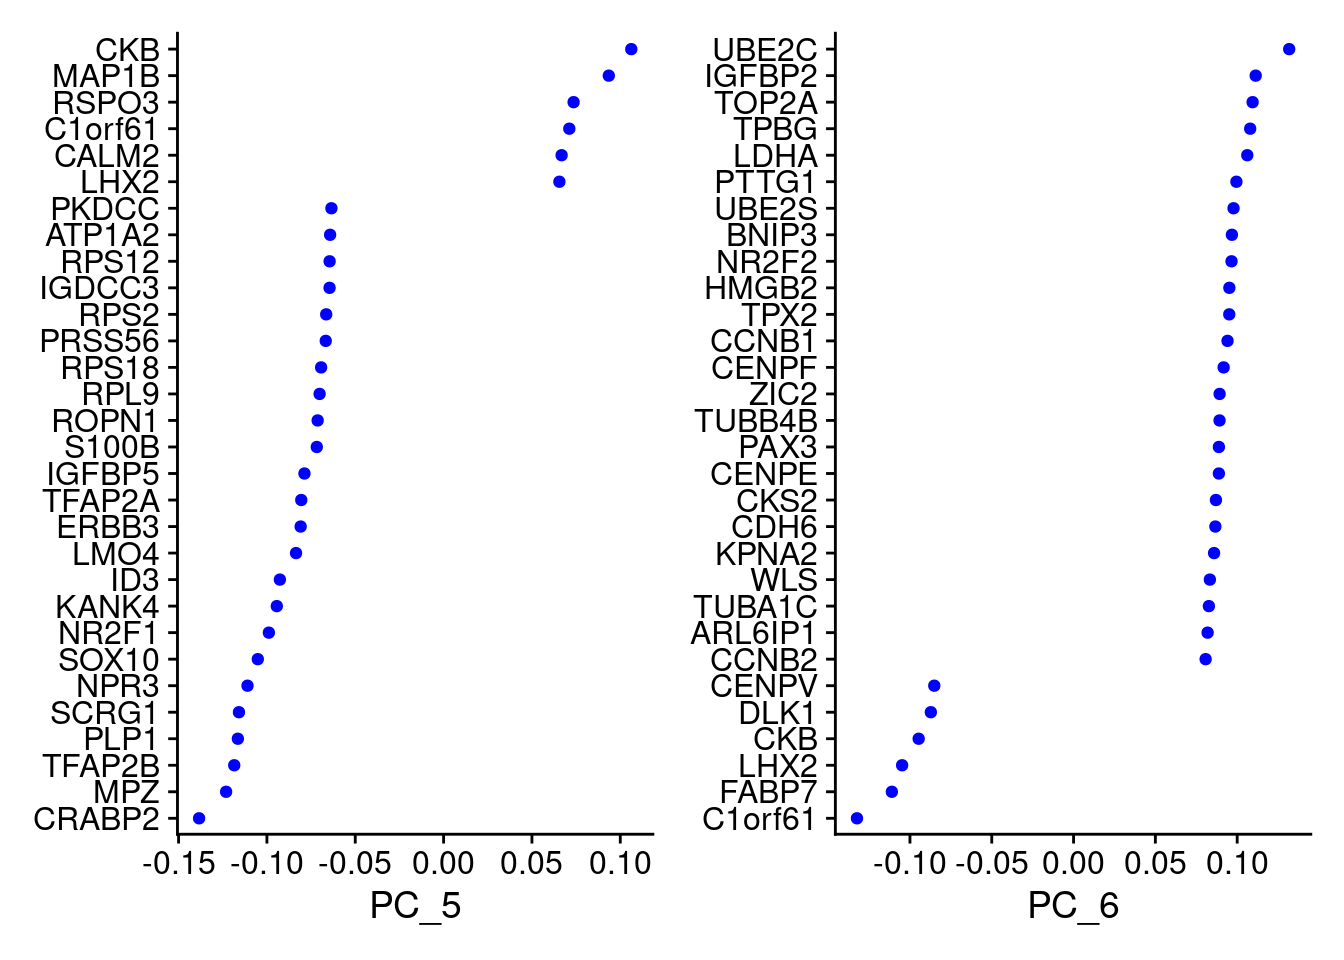 CKB
MAP1B
RSPO3
C1orf61
CALM2
LHX2
PKDCC
ATP1A2
RPS12
IGDCC3
RPS2
PRSS56
RPS18
RPL9
ROPN1
S100B
IGFBP5
TFAP2A
ERBB3
LMO4
ID3
KANK4
NR2F1
SOX10
NPR3
SCRG1
PLP1
TFAP2B
MPZ
CRABP2
-0.15 -0.10 -0.05 0.00 0.05 0.10
PC_5
UBE2C
IGFBP2
TOP2A
TPBG
LDHA
PTTG1
UBE2S
BNIP3
NR2F2
HMGB2
TPX2
CCNB1
CENPF
ZIC2
TUBB4B
PAX3
CENPE
CKS2
CDH6
KPNA2
WLS
TUBA1C
ARL6IP1
CCNB2
CENPV
DLK1
CKB
LHX2
FABP7
C1orf61
-0.10 -0.05 0.00 0.05 0.10
PC_6